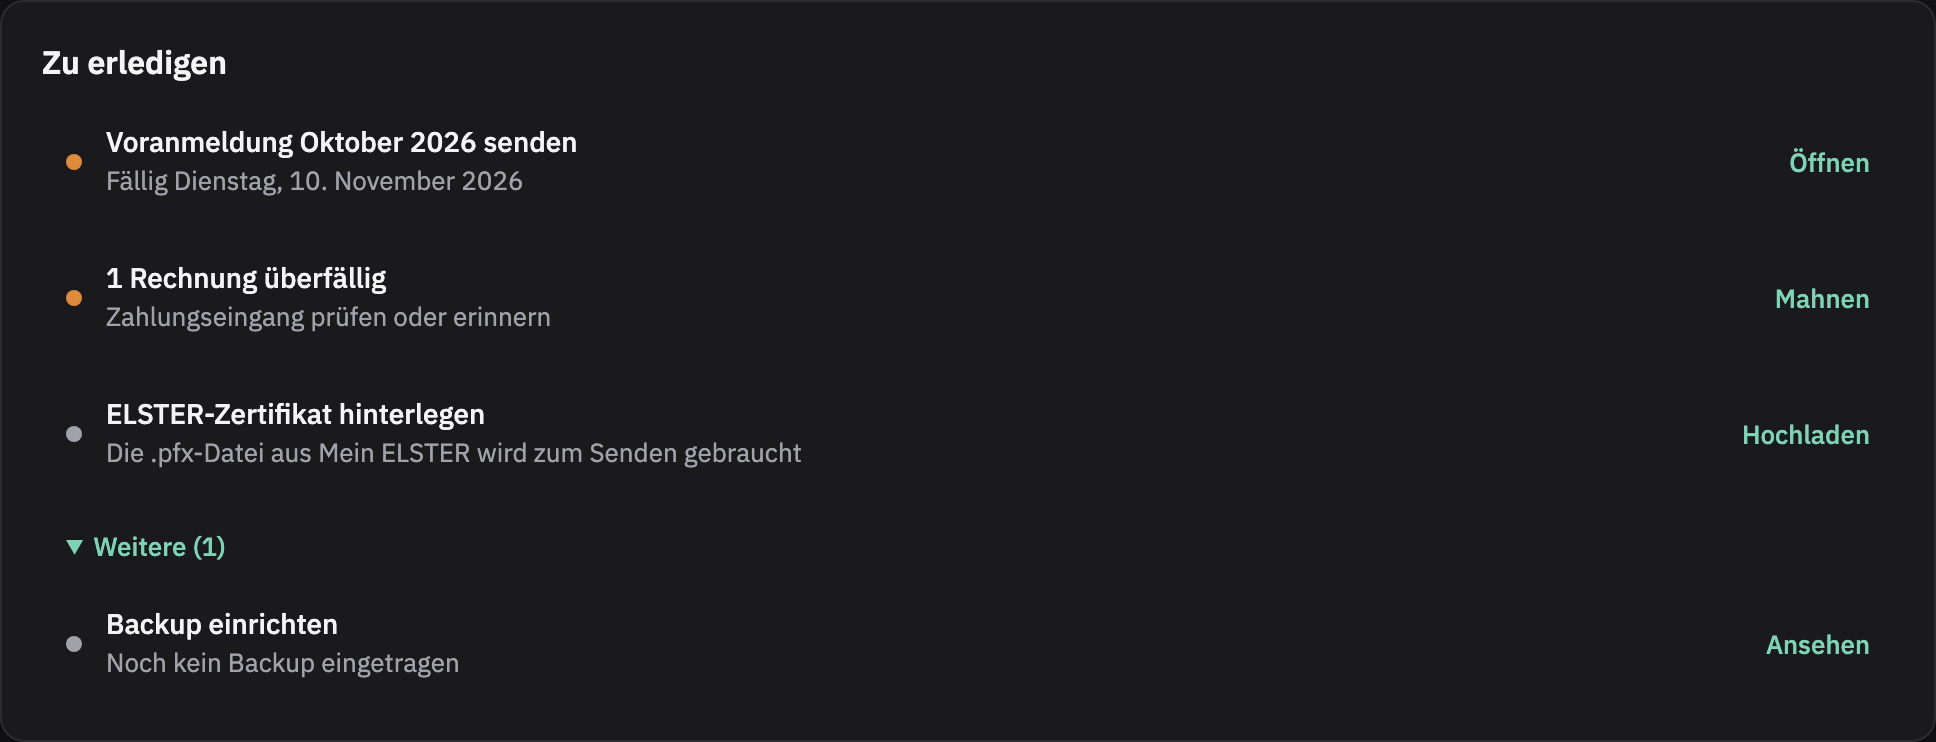 Zu erledigen
Voranmeldung Oktober 2026 senden
Fällig Dienstag, 10. November 2026
Öffnen
1 Rechnung überfällig
Zahlungseingang prüfen oder erinnern
Mahnen
ELSTER-Zertifikat hinterlegen
Die .pfx-Datei aus Mein ELSTER wird zum Senden gebraucht
Hochladen
▼ Weitere (1)
Backup einrichten
Noch kein Backup eingetragen
Ansehen